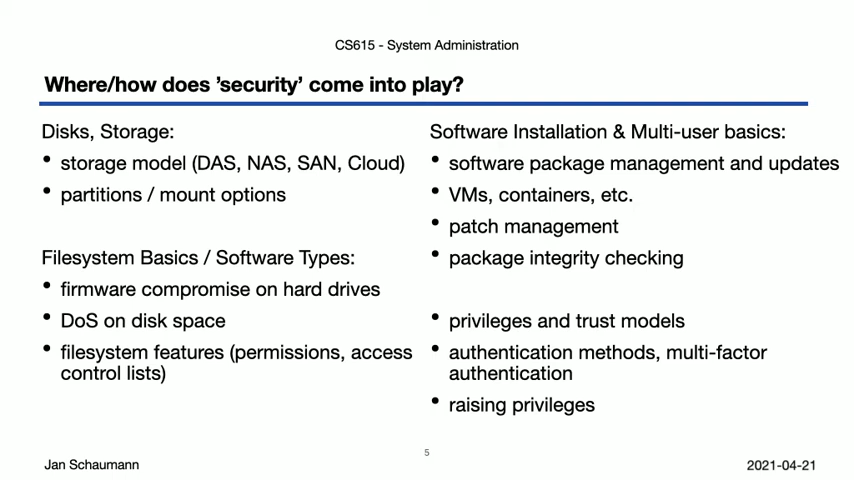 CS615 - System Administration
Where/how does ’security’ come into play?
Disks, Storage:
• storage model (DAS, NAS, SAN, Cloud)
• partitions / mount options
Filesystem Basics / Software Types:
• firmware compromise on hard drives
• DoS on disk space
• filesystem features (permissions, access
control lists)
Software Installation & Multi-user basics:
• software package management and updates
• VMs, containers, etc.
• patch management
• package integrity checking
• privileges and trust models
• authentication methods, multi-factor
authentication
• raising privileges
Jan Schaumann
5
2021-04-21